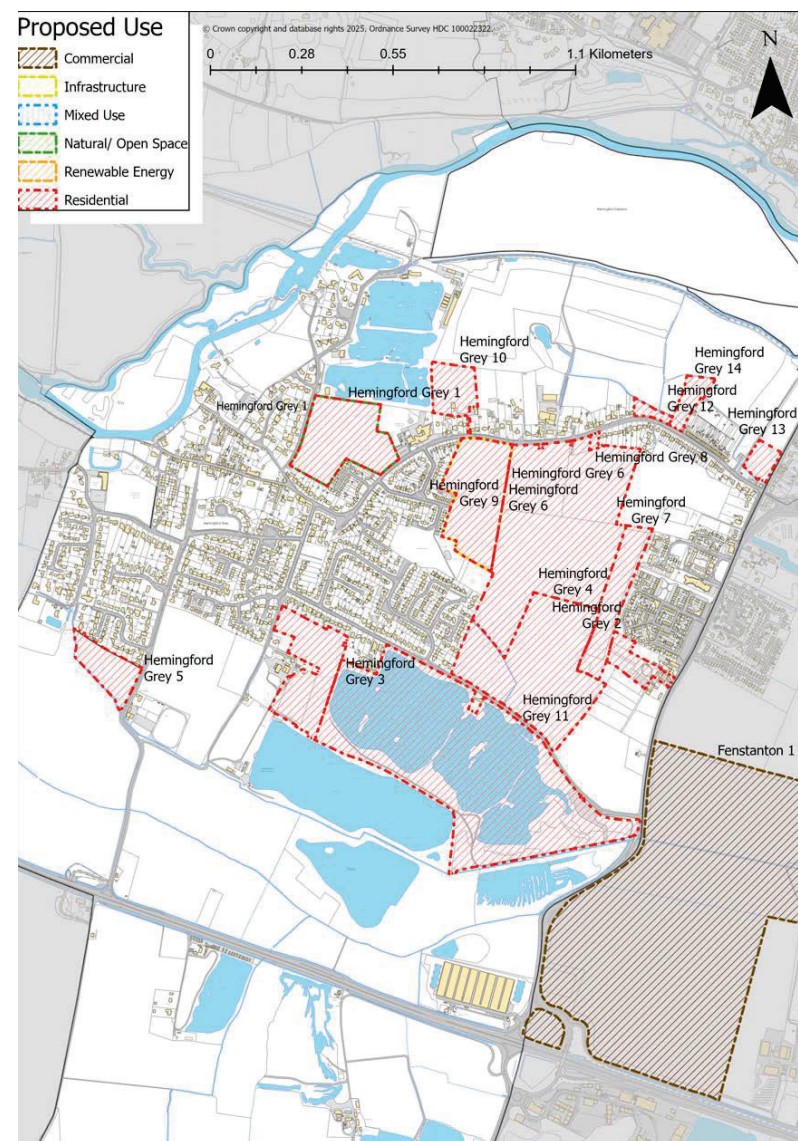 Proposed Use
Commercial
Infrastructure
Mixed Use
Natural/ Open Space
Renewable Energy
Residential
© Crown copyright and database rights 2025. Ordnance Survey HDC 100022322.
0 0.28 0.55 1.1 Kilometers
N
Hemingford
Grey 10
Hemingford Grey 1
Hemingford Grey 1
Hemingford
Grey 14
Hemingford
Grey 12
Hemingford
Grey 13
Hemingford Grey 8
Hemingford Grey 6
Hemingford
Grey 9
Hemingford
Grey 6
Hemingford
Grey 7
Hemingford
Grey 4
Hemingford
Grey 2
Hemingford
Grey 5
Hemingford
Grey 3
Hemingford
Grey 11
Fenstanton 1